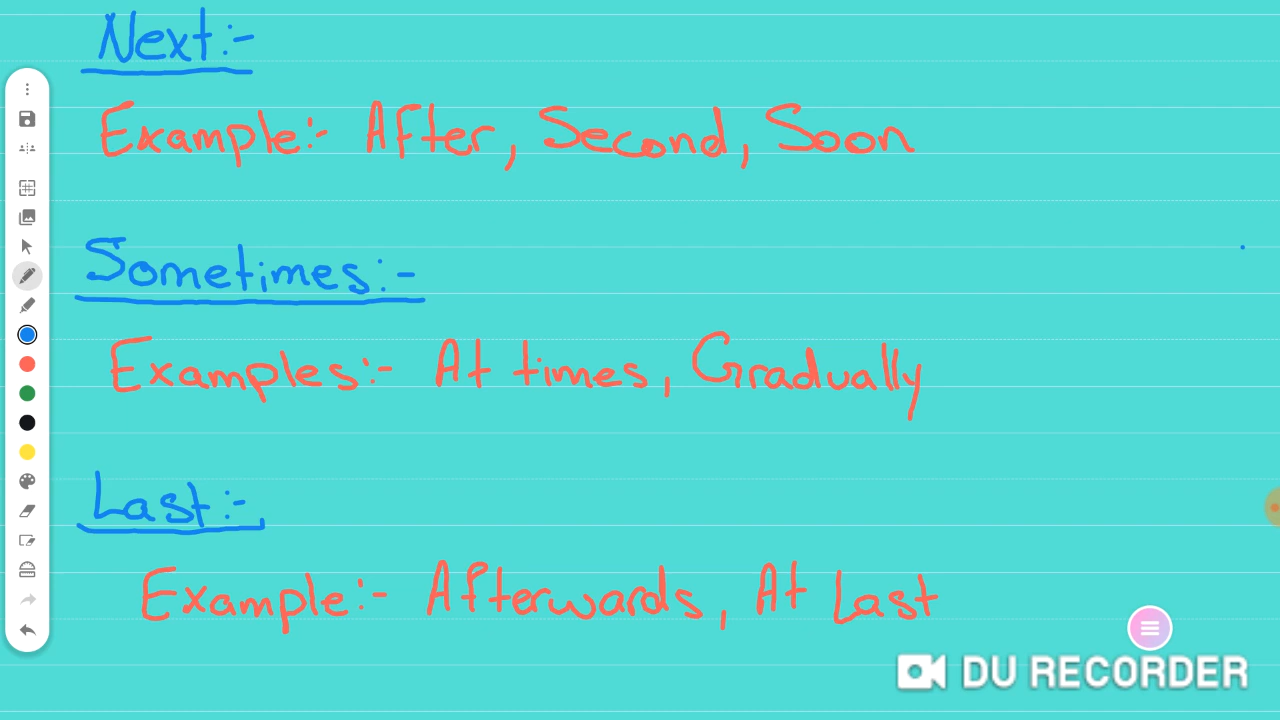 Next:-
Example:- After, Second, Soon
Sometimes:-
Examples:- At times, Gradually
Last:-
Example:- Afterwards, At Last
DU RECORDER